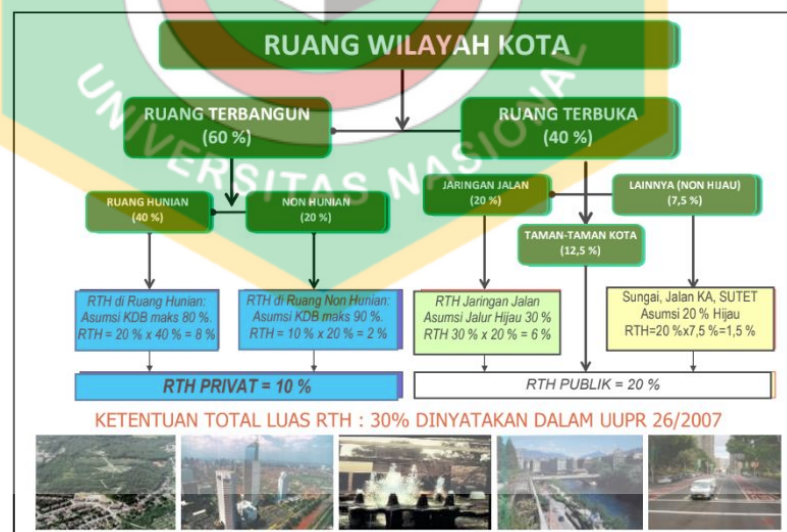 RUANG WILAYAH KOTA
UNIVERSITAS NASIONAL
RUANG TERBANGUN
(60 %)
RUANG TERBUKA
(40 %)
RUANG HUNIAN
(40 %)
NON HUNIAN
(20 %)
JARINGAN JALAN
(20 %)
LAINNYA (NON HIJAU)
(7,5 %)
TAMAN-TAMAN KOTA
(12,5 %)
RTH di Ruang Hunian:
Asumsi KDB maks 80 %.
RTH = 20 % x 40 % = 8 %
RTH di Ruang Non Hunian:
Asumsi KDB maks 90 %.
RTH = 10 % x 20 % = 2 %
RTH Jaringan Jalan
Asumsi Jalur Hijau 30 %
RTH 30 % x 20 % = 6 %
Sungai, Jalan KA, SUTET
Asumsi 20 % Hijau
RTH=20 %x7,5 %=1,5 %
RTH PRIVAT = 10 %
RTH PUBLIK = 20 %
KETENTUAN TOTAL LUAS RTH : 30% DINYATAKAN DALAM UUPR 26/2007